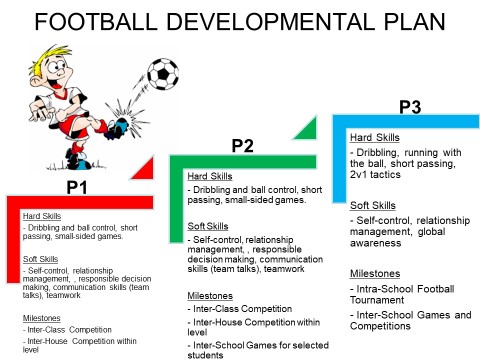 FOOTBALL DEVELOPMENTAL PLAN
P1
Hard Skills
- Dribbling and ball control, short
passing, small-sided games.
Soft Skills
- Self-control, relationship
management, , responsible decision
making, communication skills (team
talks), teamwork
Milestones
- Inter-Class Competition
- Inter-House Competition within
level
P2
Hard Skills
- Dribbling and ball control, short
passing, small-sided games.
Soft Skills
- Self-control, relationship
management, , responsible
decision making, communication
skills (team talks), teamwork
Milestones
- Inter-Class Competition
- Inter-House Competition within
level
- Inter-School Games for selected
students
P3
Hard Skills
- Dribbling, running with
the ball, short passing,
2v1 tactics
Soft Skills
- Self-control, relationship
management, global
awareness
Milestones
- Intra-School Football
Tournament
- Inter-School Games and
Competitions